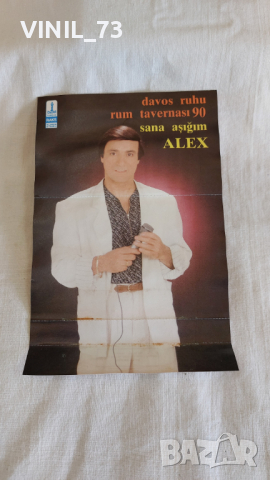 VINIL_73
davos ruhu
rum tavernası 90
sana aşığım
ALEX
bazar